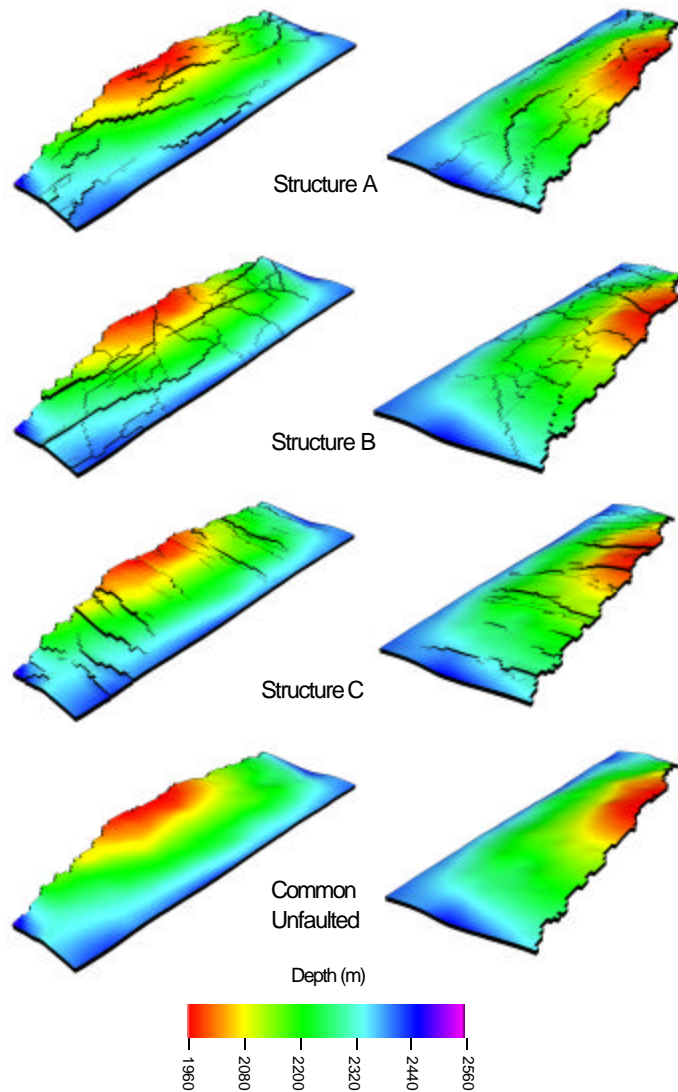 Structure A
Structure B
Structure C
Common
Unfaulted
Depth (m)
1960
2080
2200
2320
2440
2560